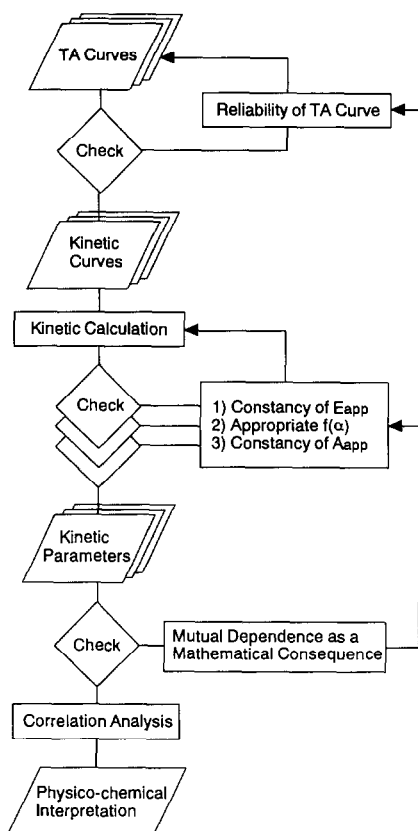 TA Curves
Reliability of TA Curve
Check
Kinetic
Curves
Kinetic Calculation
Check
1) Constancy of Eapp
2) Appropriate f(α)
3) Constancy of Aapp
Kinetic
Parameters
Check
Mutual Dependence as a
Mathematical Consequence
Correlation Analysis
Physico-chemical
Interpretation